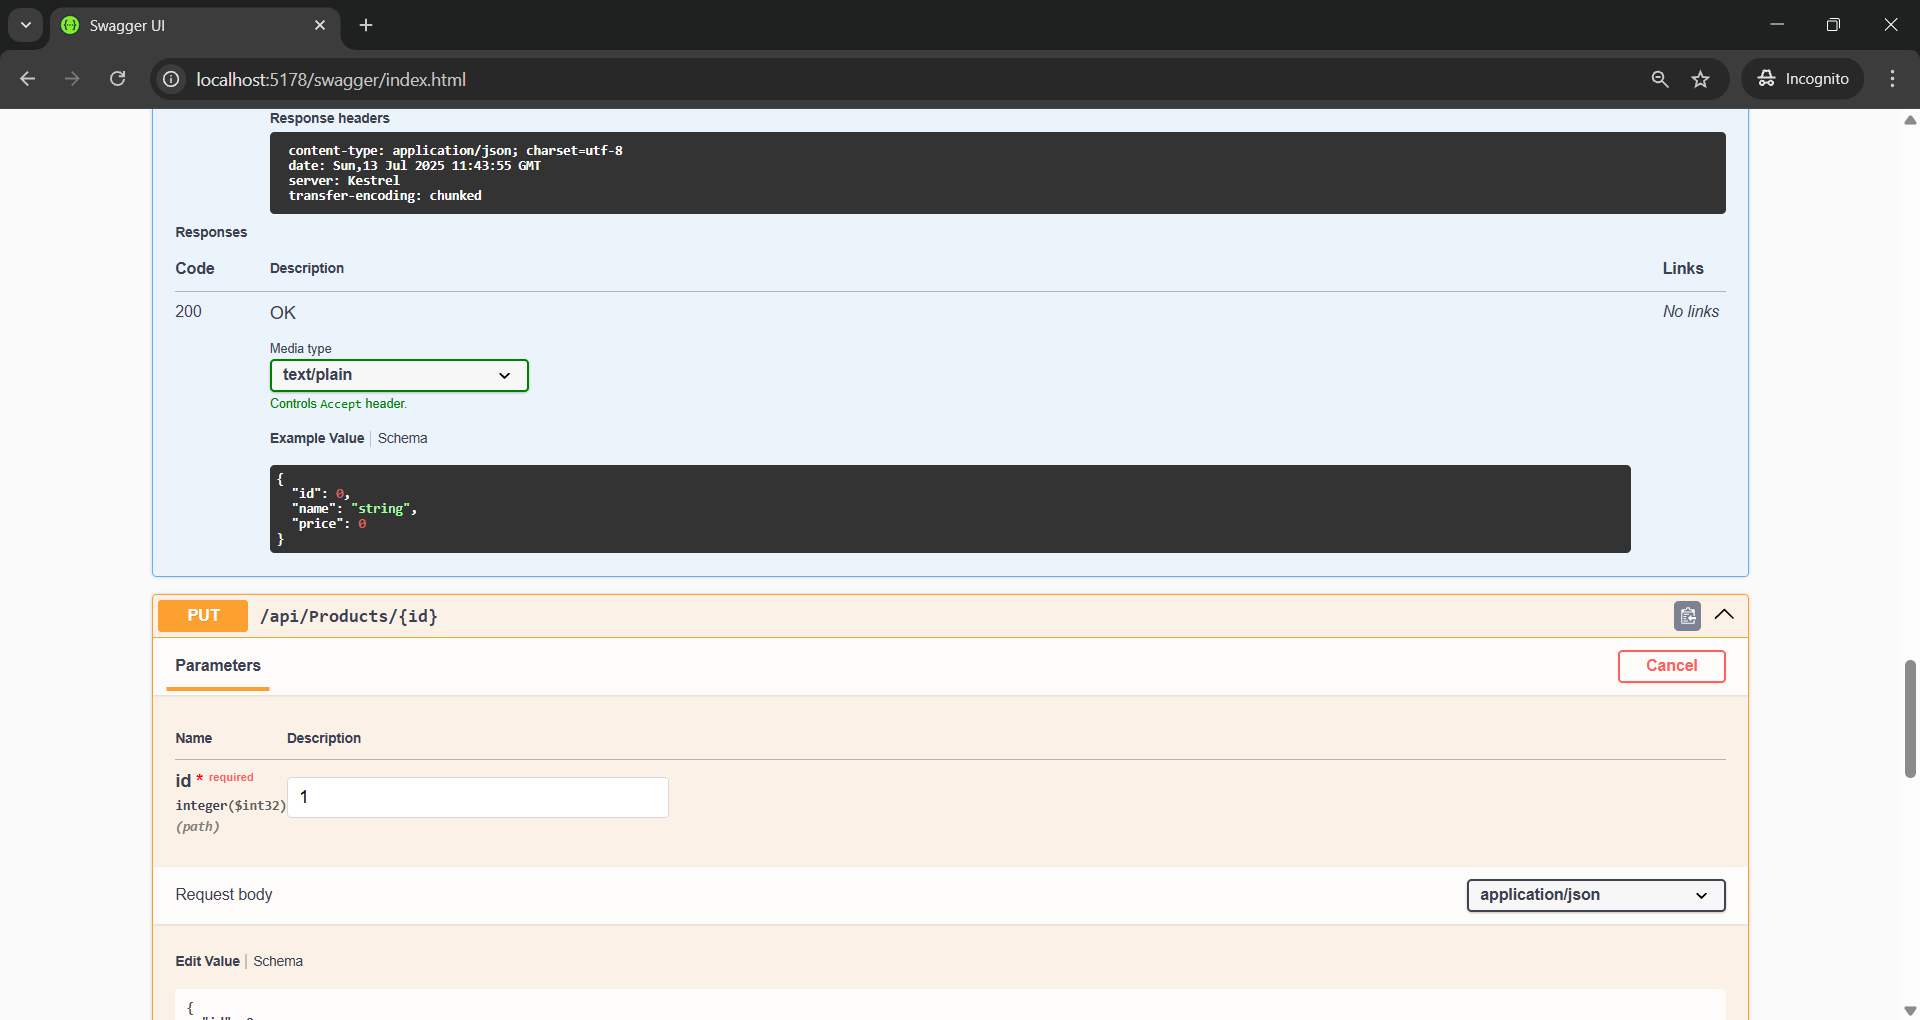 Swagger UI
localhost:5178/swagger/index.html
Incognito
Response headers
content-type: application/json; charset=utf-8
date: Sun,13 Jul 2025 11:43:55 GMT
server: Kestrel
transfer-encoding: chunked
Responses
Code Description Links
200 OK No links
Media type
text/plain
Controls Accept header.
Example Value Schema
{
"id": 0,
"name": "string",
"price": 0
}
PUT /api/Products/{id}
Parameters Cancel
Name Description
id * required
integer($int32) 1
(path)
Request body application/json
Edit Value Schema
{